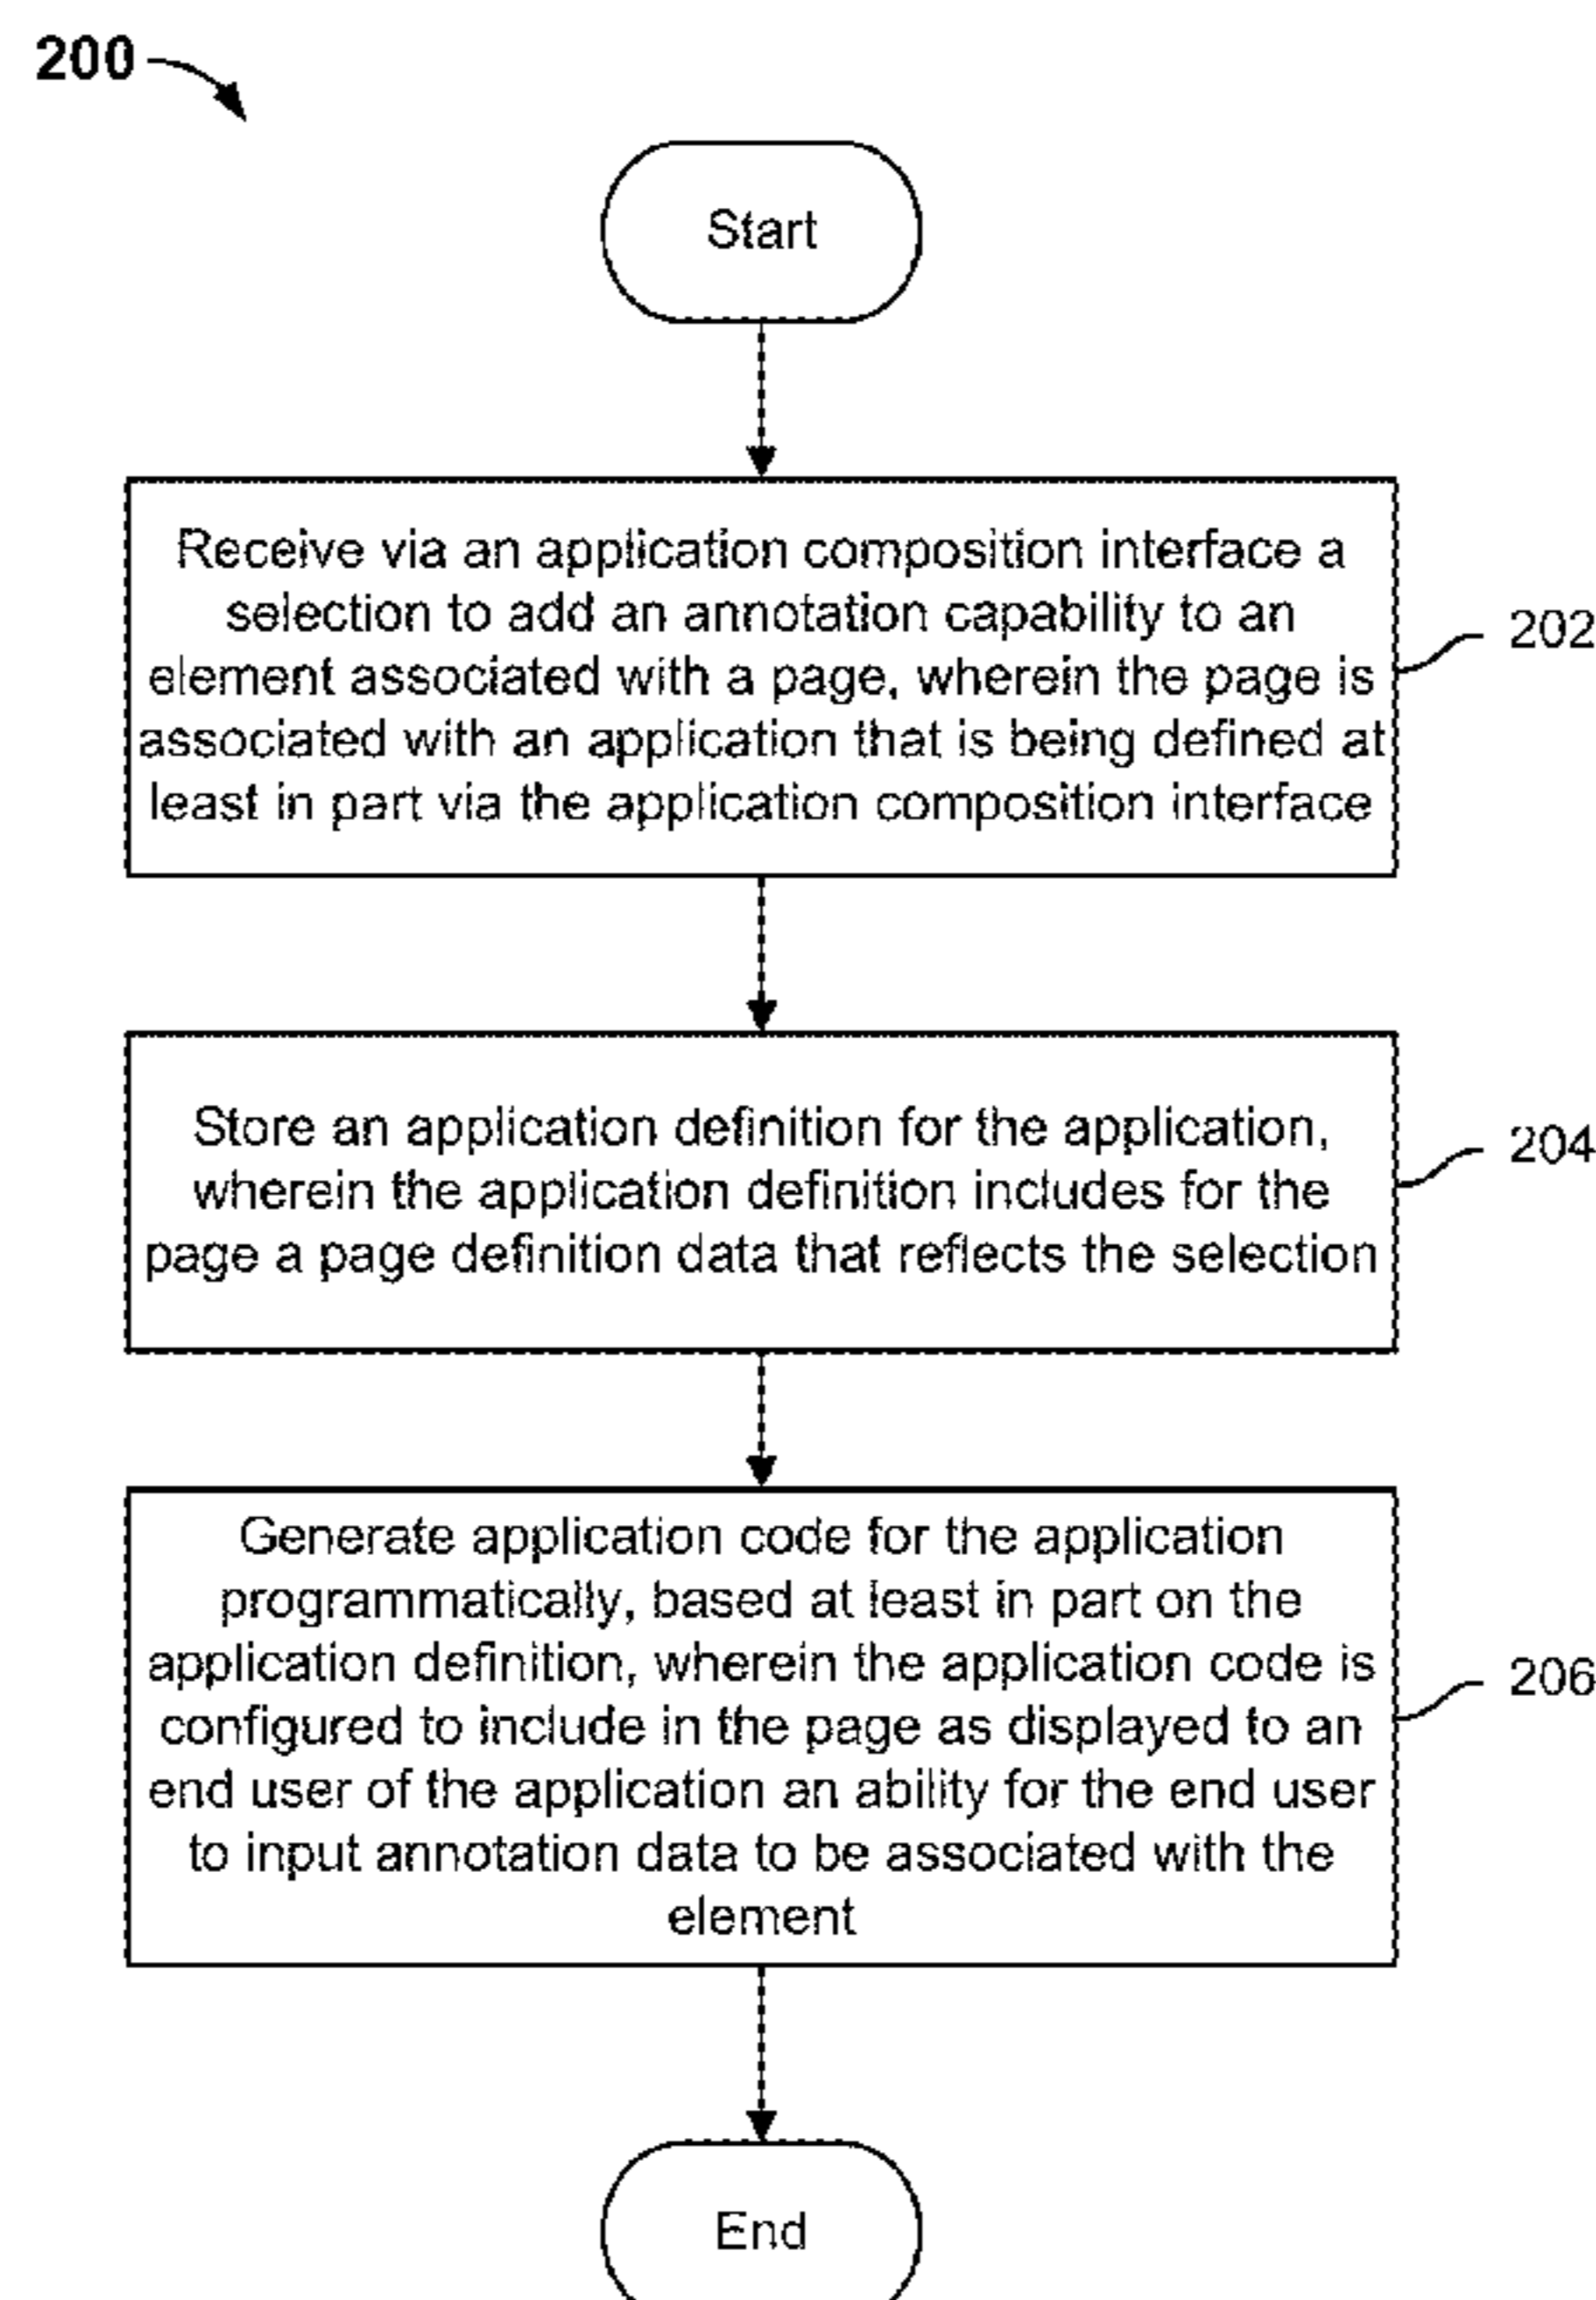 200
Start
Receive via an application composition interface a
selection to add an annotation capability to an
element associated with a page, wherein the page is
associated with an application that is being defined at
least in part via the application composition interface
202
Store an application definition for the application,
wherein the application definition includes for the
page a page definition data that reflects the selection
204
Generate application code for the application
programmatically, based at least in part on the
application definition, wherein the application code is
configured to include in the page as displayed to an
end user of the application an ability for the end user
to input annotation data to be associated with the
element
206
End